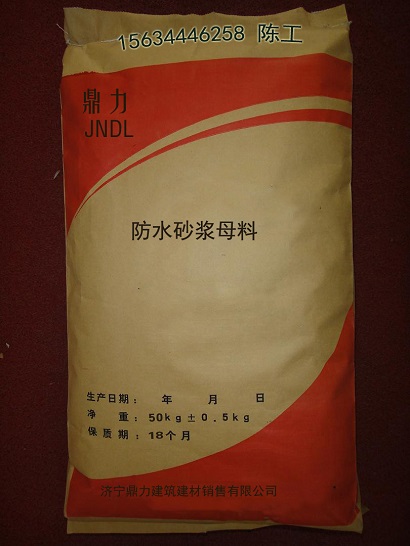 15634446258 陈工
鼎力
JNDL
防水砂浆母料
生产日期： 年 月 日
净 重：50kg±0.5kg
保质期：18个月
济宁鼎力建筑建材销售有限公司